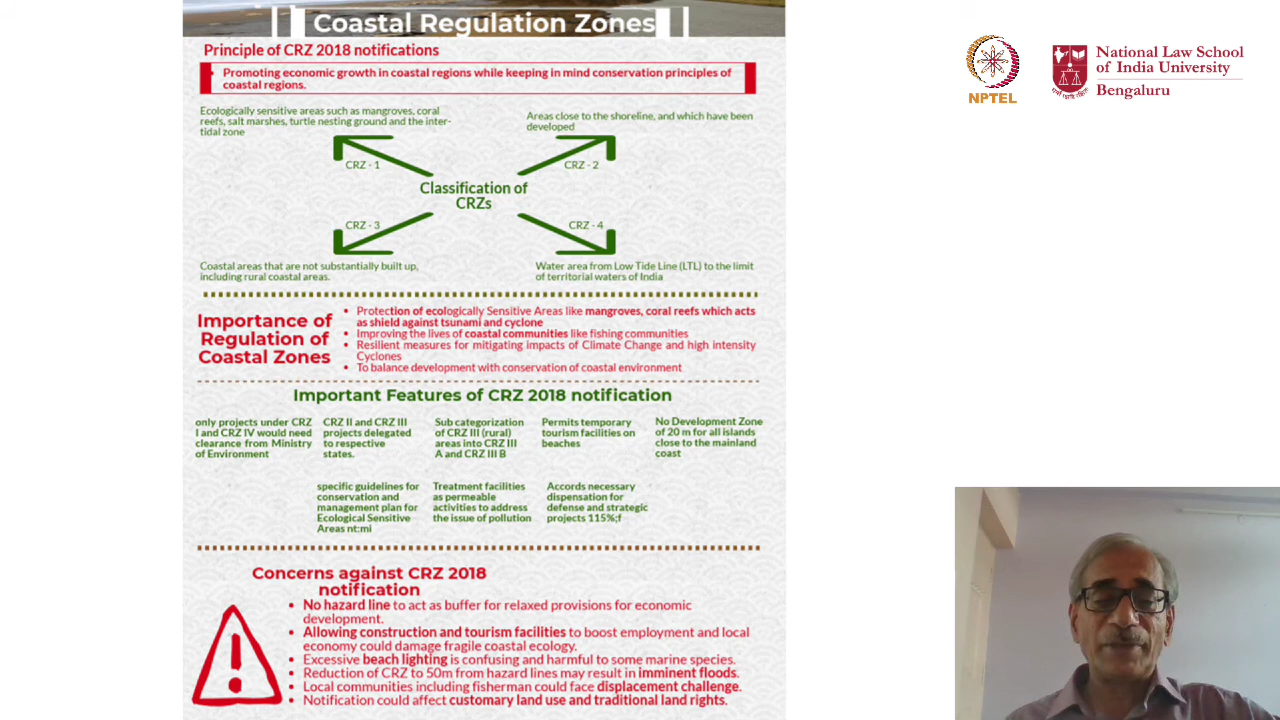 Coastal Regulation Zones
Principle of CRZ 2018 notifications
• Promoting economic growth in coastal regions while keeping in mind conservation principles of
coastal regions.
Ecologically sensitive areas such as mangroves, coral
reefs, salt marshes, turtle nesting ground and the inter-
tidal zone
Areas close to the shoreline, and which have been
developed
CRZ - 1
CRZ - 2
Classification of
CRZs
CRZ - 3
CRZ - 4
Coastal areas that are not substantially built up,
including rural coastal areas.
Water area from Low Tide Line (LTL) to the limit
of territorial waters of India
Importance of
Regulation of
Coastal Zones
• Protection of ecologically Sensitive Areas like mangroves, coral reefs which acts
as shield against tsunami and cyclone
• Improving the lives of coastal communities like fishing communities
• Resilient measures for mitigating impacts of Climate Change and high intensity
Cyclones
• To balance development with conservation of coastal environment
Important Features of CRZ 2018 notification
only projects under CRZ
I and CRZ IV would need
clearance from Ministry
of Environment
CRZ II and CRZ III
projects delegated
to respective
states.
Sub categorization
of CRZ III (rural)
areas into CRZ III
A and CRZ III B
Permits temporary
tourism facilities on
beaches
No Development Zone
of 20 m for all islands
close to the mainland
coast
specific guidelines for
conservation and
management plan for
Ecological Sensitive
Areas nt:mi
Treatment facilities
as permeable
activities to address
the issue of pollution
Accords necessary
dispensation for
defense and strategic
projects 115%;f
Concerns against CRZ 2018
notification
• No hazard line to act as buffer for relaxed provisions for economic
development.
• Allowing construction and tourism facilities to boost employment and local
economy could damage fragile coastal ecology.
• Excessive beach lighting is confusing and harmful to some marine species.
• Reduction of CRZ to 50m from hazard lines may result in imminent floods.
• Local communities including fisherman could face displacement challenge.
• Notification could affect customary land use and traditional land rights.
NPTEL
National Law School
of India University
Bengaluru